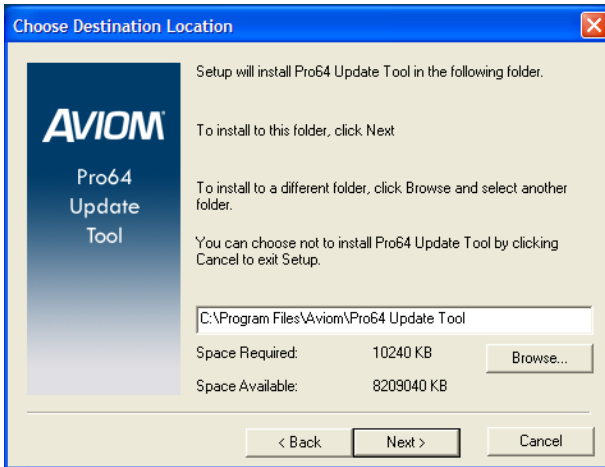 Choose Destination Location
AVIOM
Pro64
Update
Tool
Setup will install Pro64 Update Tool in the following folder.
To install to this folder, click Next
To install to a different folder, click Browse and select another
folder.
You can choose not to install Pro64 Update Tool by clicking
Cancel to exit Setup.
C:\Program Files\Aviom\Pro64 Update Tool
Space Required: 10240 KB
Browse...
Space Available: 8209040 KB
< Back Next > Cancel